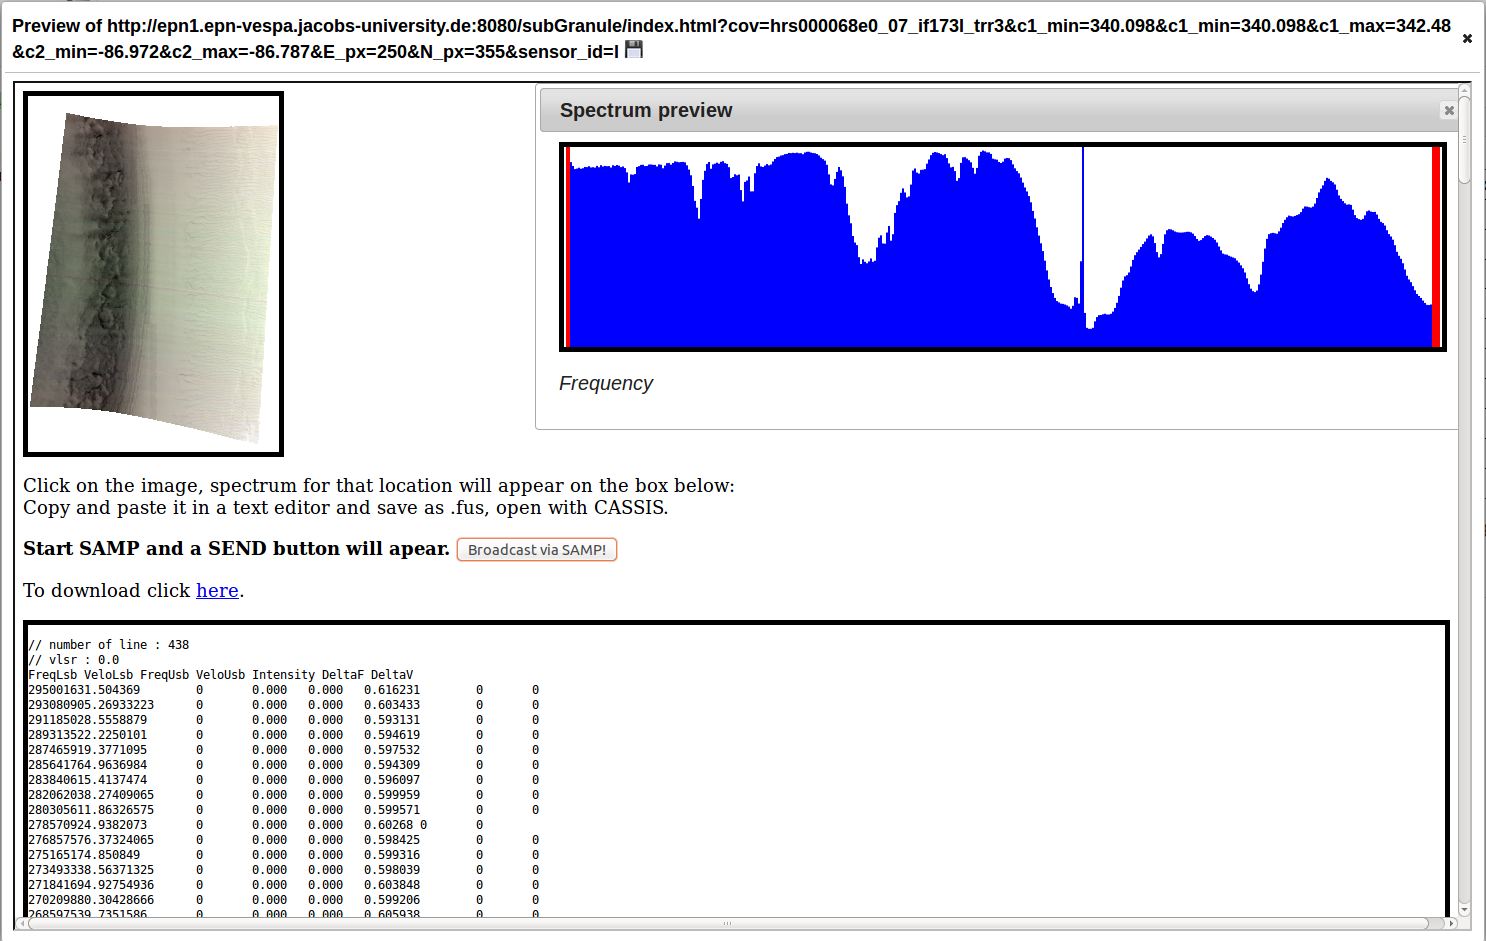 Preview of http://epn1.epn-vespa.jacobs-university.de:8080/subGranule/index.html?cov=hrs000068e0_07_if173l_trr3&c1_min=340.098&c1_min=340.098&c1_max=342.48
&c2_min=-86.972&c2_max=-86.787&E_px=250&N_px=355&sensor_id=l
Spectrum preview
Frequency
Click on the image, spectrum for that location will appear on the box below:
Copy and paste it in a text editor and save as .fus, open with CASSIS.
Start SAMP and a SEND button will apear. Broadcast via SAMP!
To download click here.
// number of line : 438
// vlsr : 0.0
FreqLsb VeloLsb FreqUsb VeloUsb Intensity DeltaF DeltaV
295001631.504369 0 0.000 0.000 0.616231 0 0
293080905.26933223 0 0.000 0.000 0.603433 0 0
291185028.5558879 0 0.000 0.000 0.593131 0 0
289313522.2250101 0 0.000 0.000 0.594619 0 0
287465919.3771095 0 0.000 0.000 0.597532 0 0
285641764.9636984 0 0.000 0.000 0.594309 0 0
283840615.4137474 0 0.000 0.000 0.596097 0 0
282062038.27409065 0 0.000 0.000 0.599959 0 0
280305611.86326575 0 0.000 0.000 0.599571 0 0
278570924.9382073 0 0.000 0.000 0.60268 0 0
276857576.37324065 0 0.000 0.000 0.598425 0 0
275165174.850849 0 0.000 0.000 0.599316 0 0
273493338.56371325 0 0.000 0.000 0.598039 0 0
271841694.92754936 0 0.000 0.000 0.603848 0 0
270209880.30428666 0 0.000 0.000 0.599206 0 0
268597539.7351586 0 0.000 0.000 0.605938 0 0